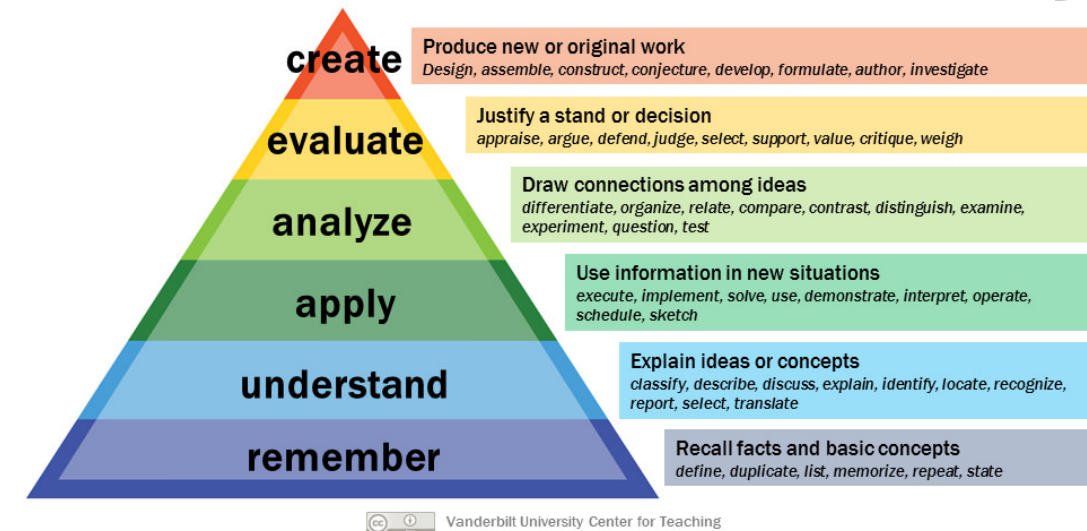 create
Produce new or original work
Design, assemble, construct, conjecture, develop, formulate, author, investigate
evaluate
Justify a stand or decision
appraise, argue, defend, judge, select, support, value, critique, weigh
analyze
Draw connections among ideas
differentiate, organize, relate, compare, contrast, distinguish, examine,
experiment, question, test
apply
Use information in new situations
execute, implement, solve, use, demonstrate, interpret, operate,
schedule, sketch
understand
Explain ideas or concepts
classify, describe, discuss, explain, identify, locate, recognize,
report, select, translate
remember
Recall facts and basic concepts
define, duplicate, list, memorize, repeat, state
cc
Vanderbilt University Center for Teaching